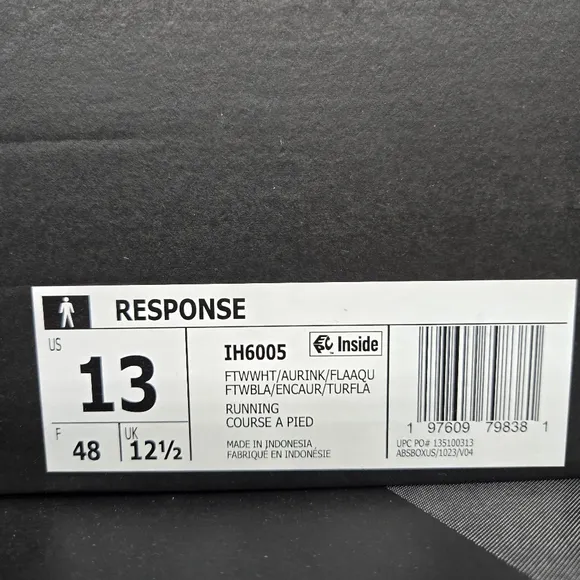 RESPONSE
US
13
F
48
UK
12½
IH6005
Inside
FTWWHT/AURINK/FLAAQU
FTWBLA/ENCAUR/TURFLA
RUNNING
COURSE A PIED
MADE IN INDONESIA
FABRIQUÉ EN INDONÉSIE
1 97609 79838 1
UPC PO# 135100313
ABSBOXUS/1023/V04